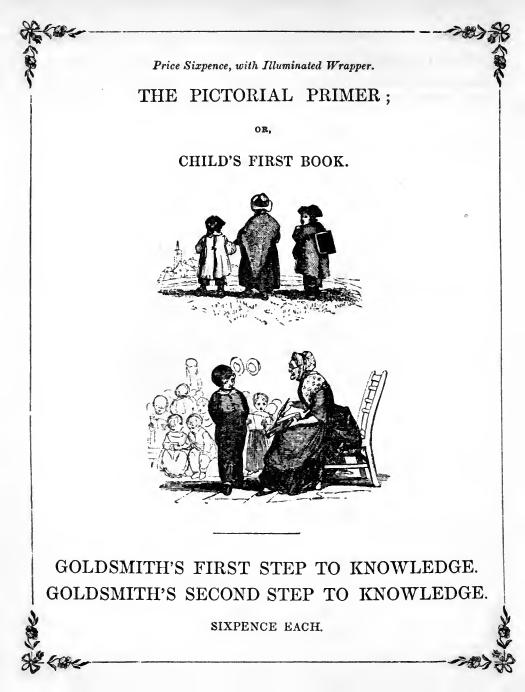 Price Sixpence, with Illuminated Wrapper.
THE PICTORIAL PRIMER;
OR,
CHILD'S FIRST BOOK.
GOLDSMITH'S FIRST STEP TO KNOWLEDGE.
GOLDSMITH'S SECOND STEP TO KNOWLEDGE.
SIXPENCE EACH.